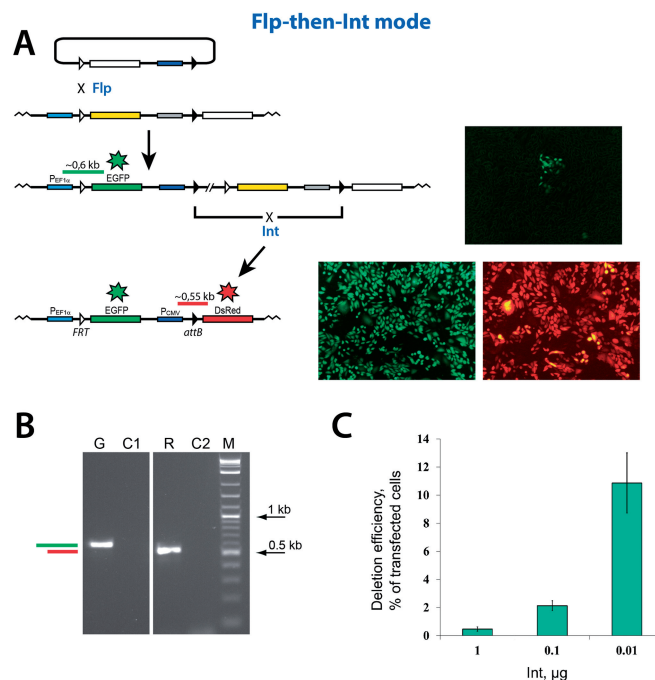 Flp-then-Int mode
A
X Flp
~0,6 kb
PEF1α EGFP
X
Int
~0,55 kb
PEF1α EGFP PCMV DsRed
FRT attB
B
G C1 R C2 M
1 kb
0.5 kb
C
Deletion efficiency,
% of transfected cells
14
12
10
8
6
4
2
0
1 0.1 0.01
Int, µg